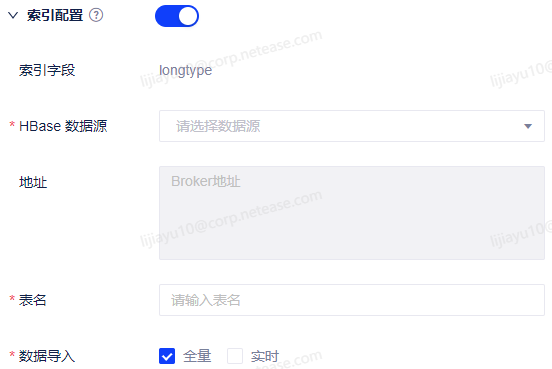 索引配置 ?
lijiayu10@corp.netease.com
lijiayu10@
索引字段 longtype
* HBase 数据源 请选择数据源
地址 Broker地址
lijiayu10@corp.netease.com
lijiayu10@
* 表名 请输入表名
* 数据导入 全量 实时